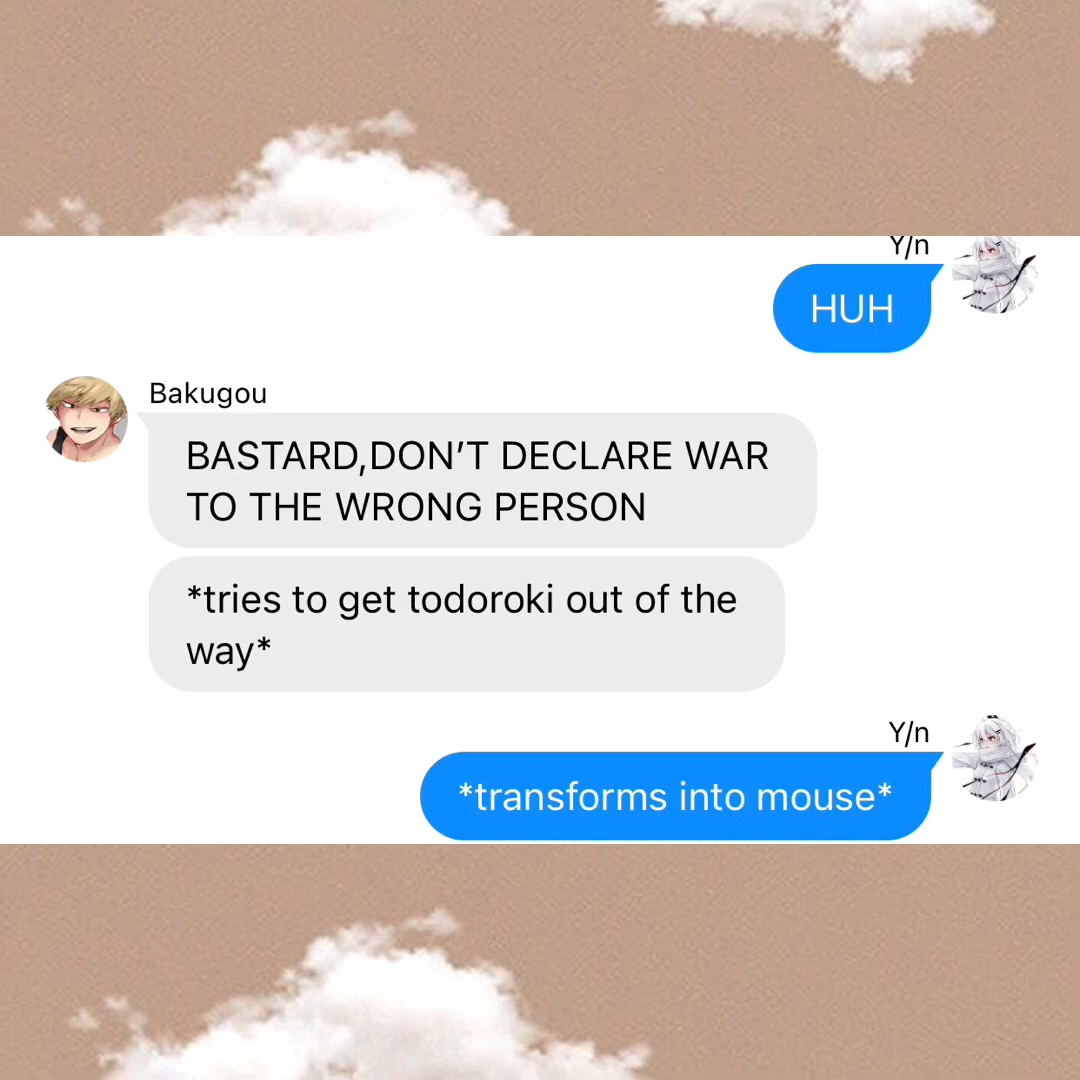 Y/n
HUH
Bakugou
BASTARD,DON’T DECLARE WAR
TO THE WRONG PERSON
*tries to get todoroki out of the
way*
Y/n
*transforms into mouse*